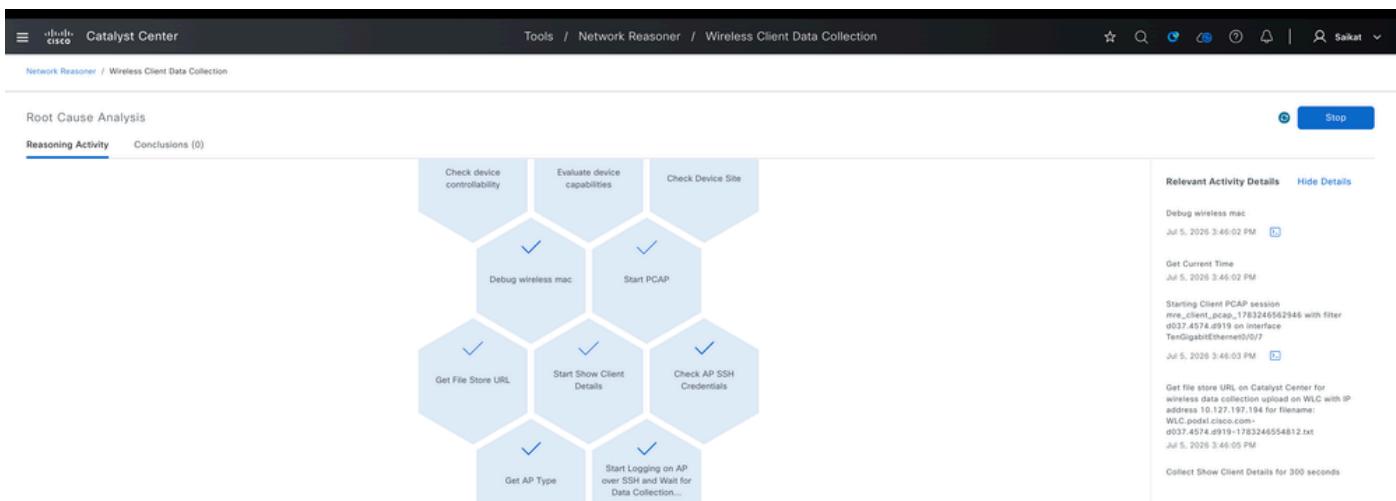 CISCO
Catalyst Center
Tools / Network Reasoner / Wireless Client Data Collection
Saikat
Network Reasoner / Wireless Client Data Collection
Root Cause Analysis
Stop
Reasoning Activity
Conclusions (0)
Check device
controllability
Evaluate device
capabilities
Check Device Site
Debug wireless mac
Start PCAP
Get File Store URL
Start Show Client
Details
Check AP SSH
Credentials
Get AP Type
Start Logging on AP
over SSH and Wait for
Data Collection...
Relevant Activity Details
Hide Details
Debug wireless mac
Jul 5, 2026 3:46:02 PM
Get Current Time
Jul 5, 2026 3:46:02 PM
Starting Client PCAP session
mre_client_pcap_1783246562946 with filter
d037.4574.d919 on interface
TenGigabitEthernet0/0/7
Jul 5, 2026 3:46:03 PM
Get file store URL on Catalyst Center for
wireless data collection upload on WLC with IP
address 10.127.197.194 for filename:
WLC.podxl.cisco.com-
d037.4574.d919-1783246554812.txt
Jul 5, 2026 3:46:05 PM
Collect Show Client Details for 300 seconds